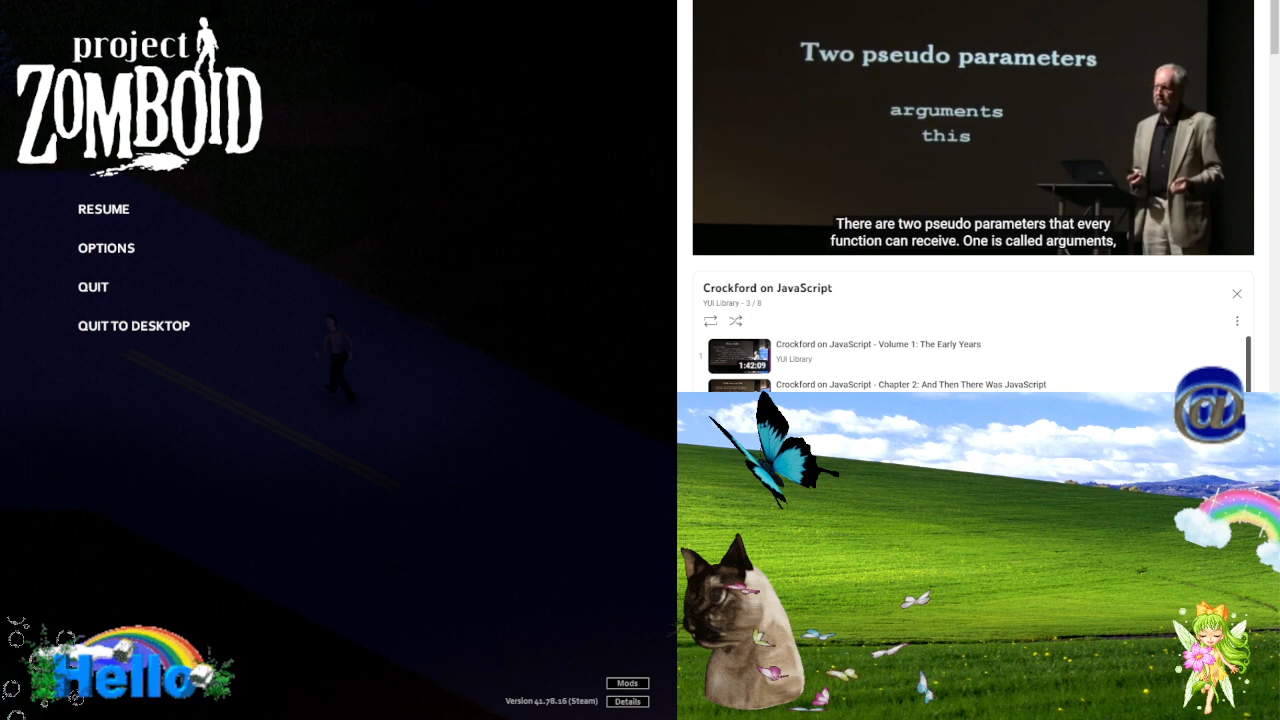 project
ZOMBOID
RESUME
OPTIONS
QUIT
QUIT TO DESKTOP
Hello
Mods
Version 41.78.16 (Steam)
Details
Two pseudo parameters
arguments
this
There are two pseudo parameters that every
function can receive. One is called arguments,
Crockford on JavaScript
YUI Library - 3 / 8
1
1:42:09
Crockford on JavaScript - Volume 1: The Early Years
YUI Library
Crockford on JavaScript - Chapter 2: And Then There Was JavaScript
@